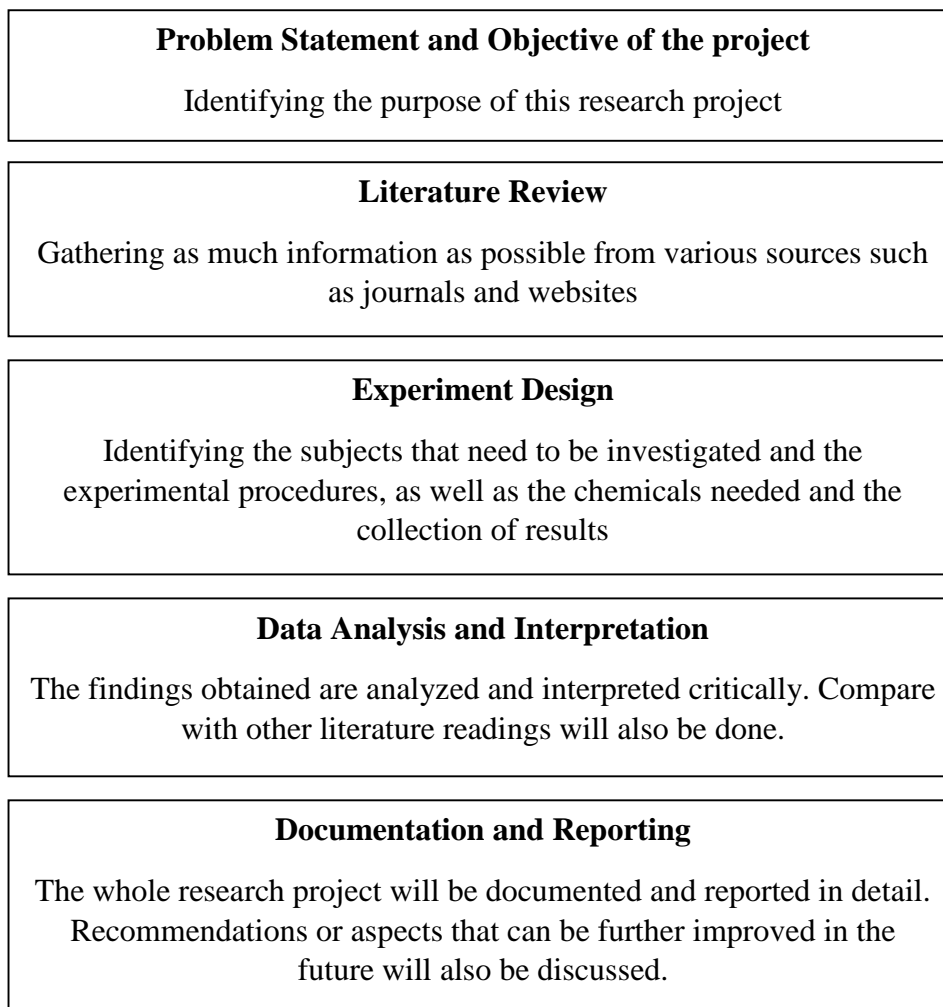 Problem Statement and Objective of the project
Identifying the purpose of this research project
Literature Review
Gathering as much information as possible from various sources such
as journals and websites
Experiment Design
Identifying the subjects that need to be investigated and the
experimental procedures, as well as the chemicals needed and the
collection of results
Data Analysis and Interpretation
The findings obtained are analyzed and interpreted critically. Compare
with other literature readings will also be done.
Documentation and Reporting
The whole research project will be documented and reported in detail.
Recommendations or aspects that can be further improved in the
future will also be discussed.